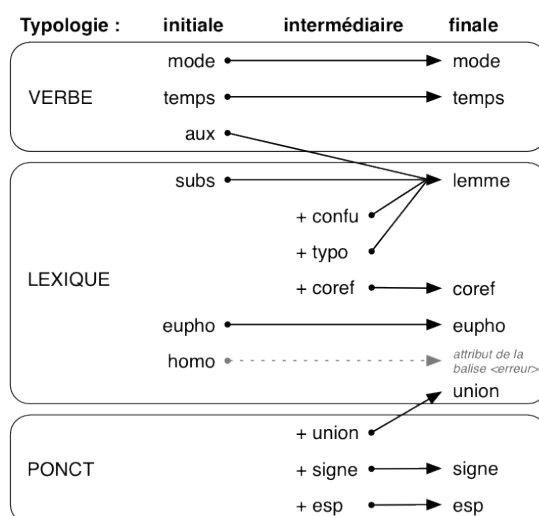 Typologie : initiale intermédiaire finale
mode mode
VERBE temps temps
aux
subs lemme
+ confu
+ typo
LEXIQUE + coref coref
eupho eupho
homo attribut de la
balise <erreur>
union
+ union
PONCT + signe signe
+ esp esp